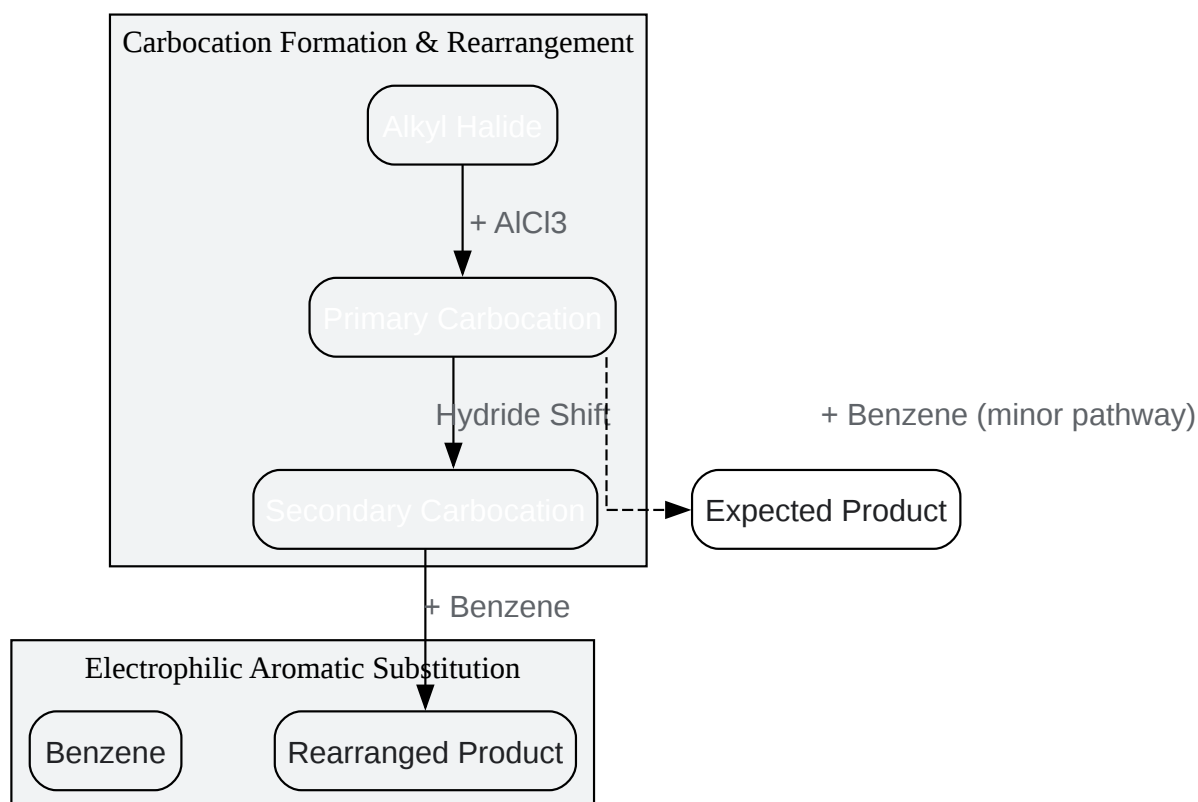 Carbocation Formation & Rearrangement
Alkyl Halide
+ AlCl3
Primary Carbocation
Hydride Shift
+ Benzene (minor pathway)
Secondary Carbocation
Expected Product
+ Benzene
Electrophilic Aromatic Substitution
Benzene
Rearranged Product